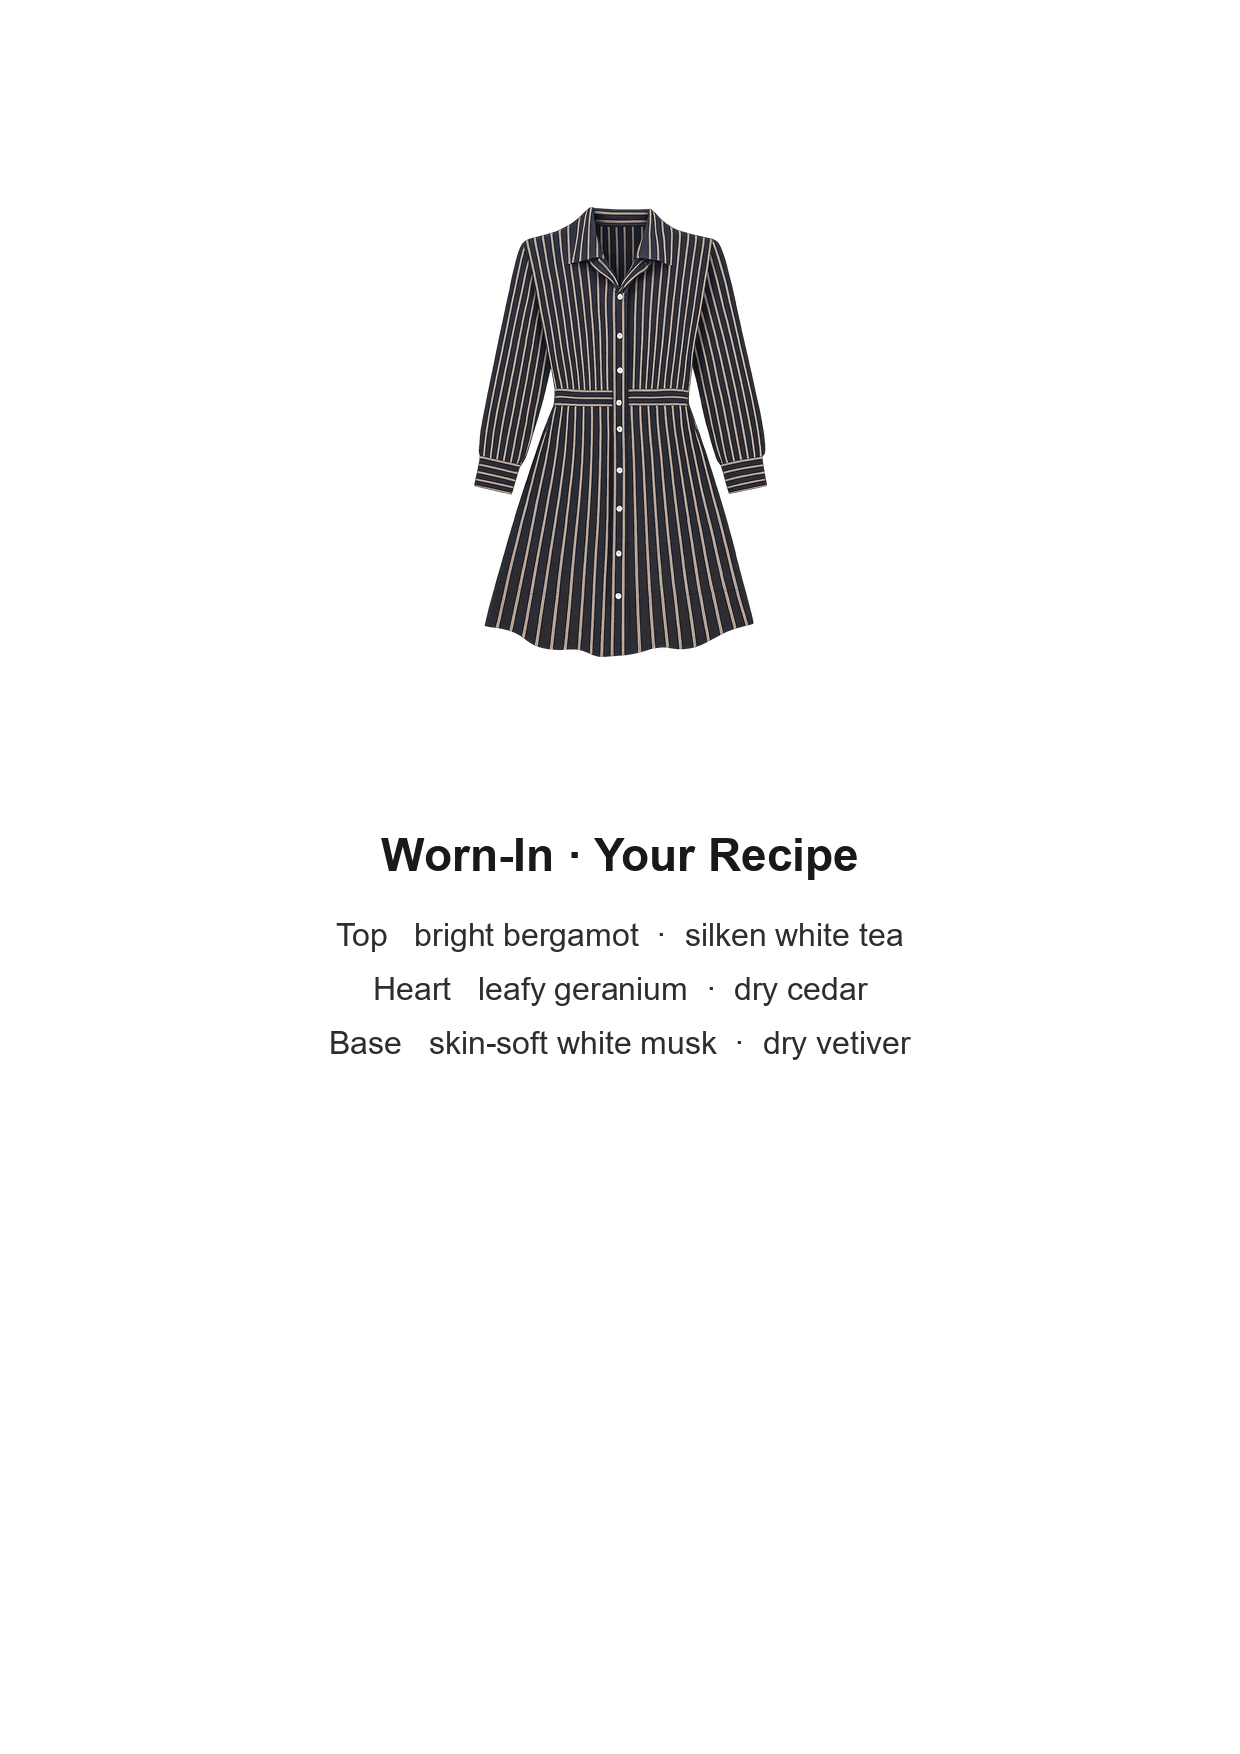 Worn-In · Your Recipe
Top bright bergamot · silken white tea
Heart leafy geranium · dry cedar
Base skin-soft white musk · dry vetiver